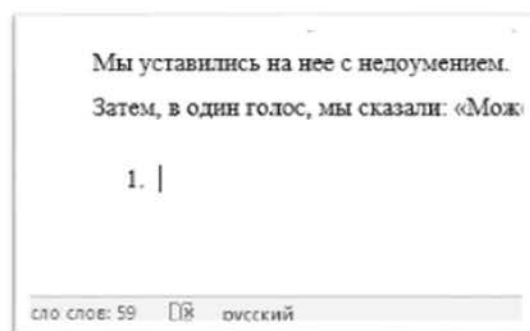 Мы уставились на нее с недоумением.
Затем, в один голос, мы сказали: «Мож
1.
сло слов: 59 русский